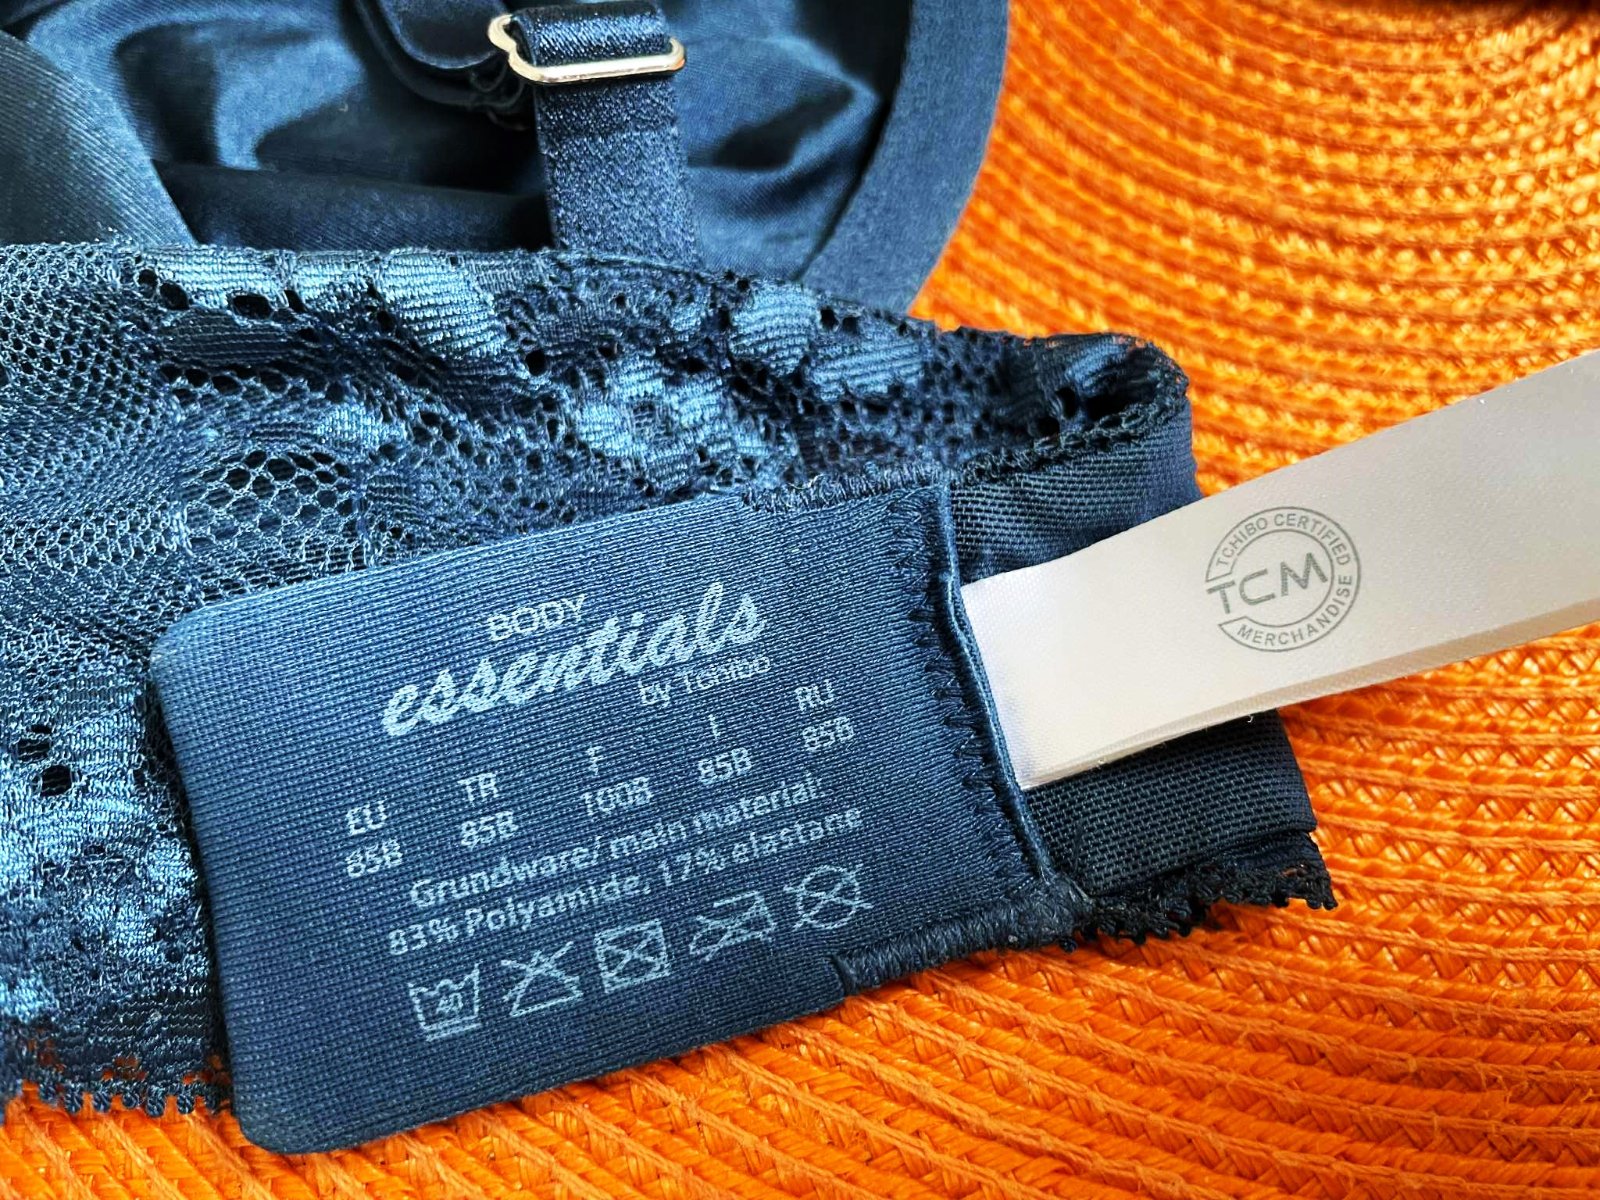 BODY
essentials
by Tchibo
EU TR F I RU
85B 85B 100B 85B 85B
Grundware/ main material
83% Polyamide, 17% elastane
40
TCHIBO CERTIFIED
TCM
MERCHANDISE